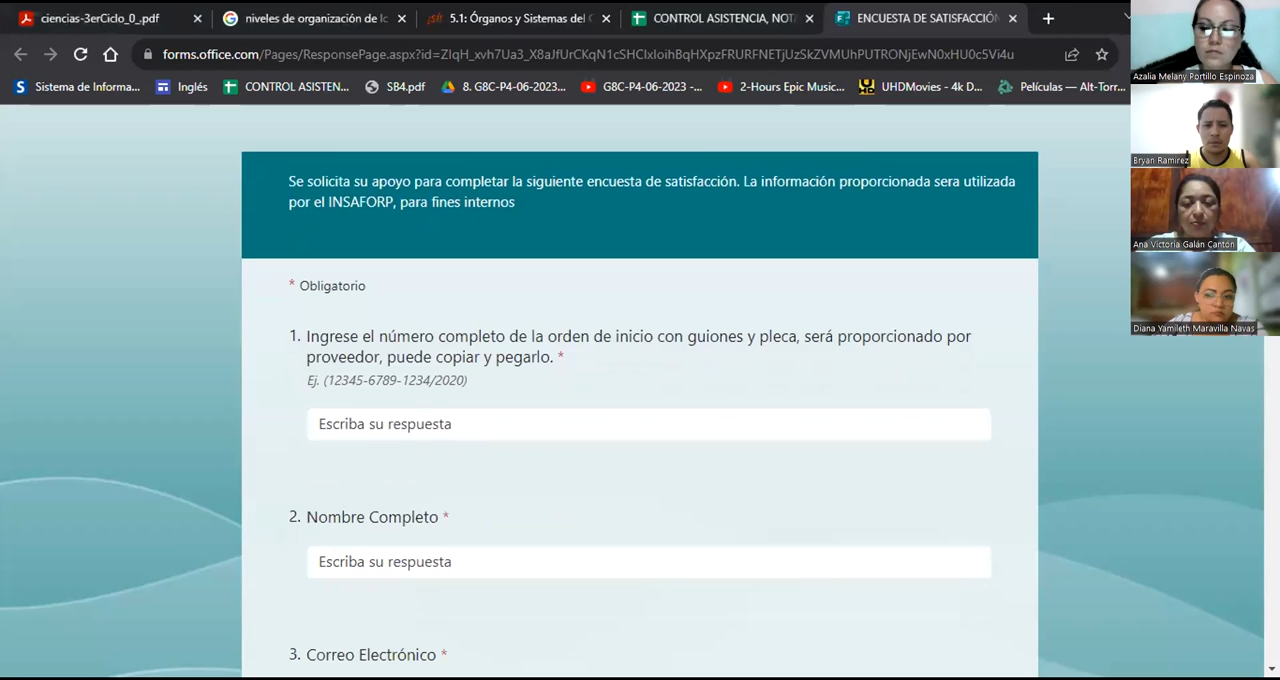 ciencias-3erCiclo_0_.pdf
niveles de organización de lc
5.1: Órganos y Sistemas del C
CONTROL ASISTENCIA, NOT
ENCUESTA DE SATISFACCIÓN
forms.office.com/Pages/ResponsePage.aspx?id=ZIqH_xvh7Ua3_X8aJfUrCKqN1cSHCIxIoihBqHXpzFRURFNETjUzSkZVMUhPUTRONjEwN0xHU0c5Vi4u
Sistema de Informa...
Inglés
CONTROL ASISTEN...
SB4.pdf
8. G8C-P4-06-2023...
G8C-P4-06-2023 -...
2-Hours Epic Music...
UHDMovies - 4k D...
Películas — Alt-Torr...
Azalia Melany Portillo Espinoza
Bryan Ramirez
Ana Victoria Galán Cantón
Diana Yamileth Maravilla Navas
Se solicita su apoyo para completar la siguiente encuesta de satisfacción. La información proporcionada sera utilizada
por el INSAFORP, para fines internos
* Obligatorio
1. Ingrese el número completo de la orden de inicio con guiones y pleca, será proporcionado por
proveedor, puede copiar y pegarlo. *
Ej. (12345-6789-1234/2020)
Escriba su respuesta
2. Nombre Completo *
Escriba su respuesta
3. Correo Electrónico *